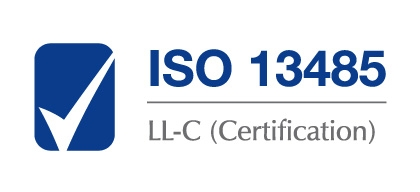 ISO 13485
LL-C (Certification)